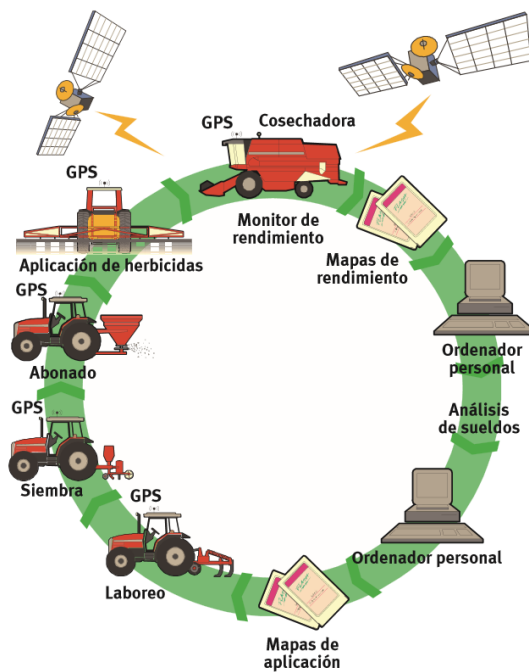 GPS
Cosechadora
Monitor de
rendimiento
Mapas de
rendimiento
Ordenador
personal
Análisis
de sueldos
Ordenador personal
Mapas de
aplicación
GPS
Laboreo
GPS
Siembra
GPS
Abonado
GPS
Aplicación de herbicidas